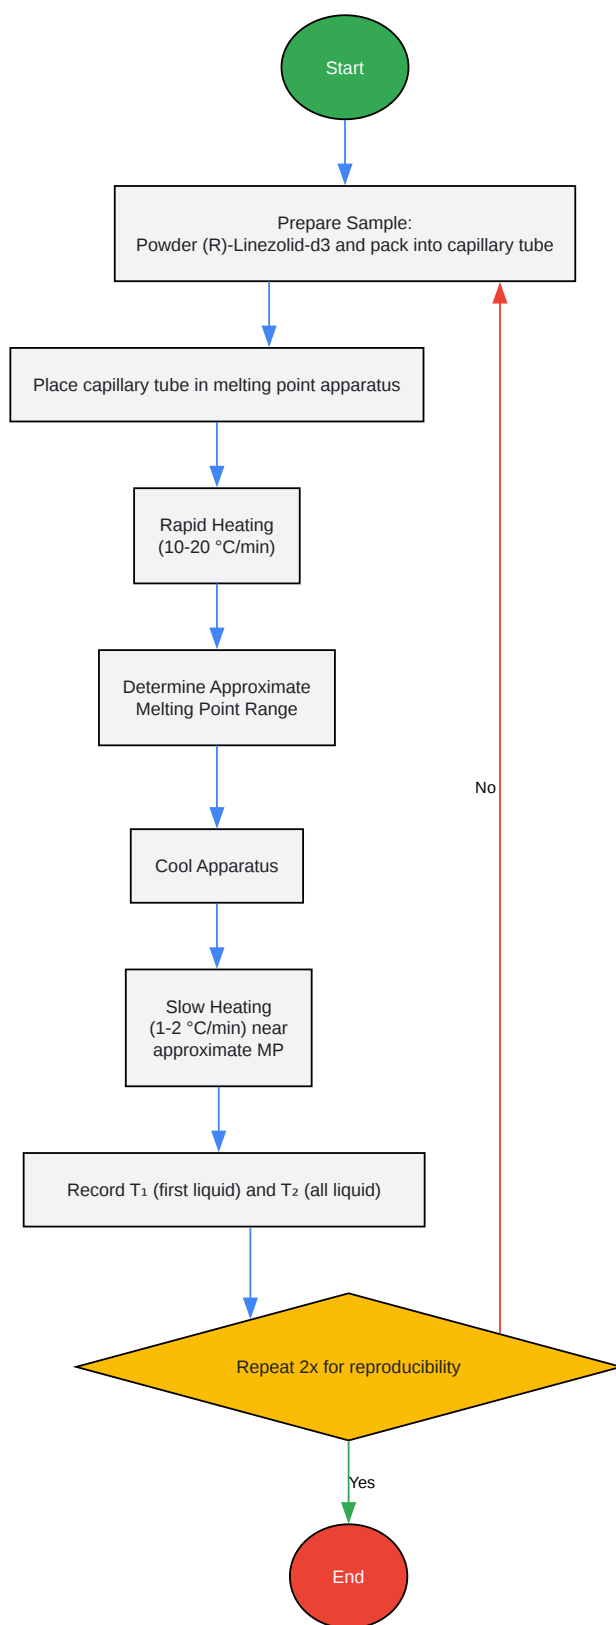 Start
Prepare Sample:
Powder (R)-Linezolid-d3 and pack into capillary tube
Place capillary tube in melting point apparatus
Rapid Heating
(10-20 °C/min)
Determine Approximate
Melting Point Range
No
Cool Apparatus
Slow Heating
(1-2 °C/min) near
approximate MP
Record T₁ (first liquid) and T₂ (all liquid)
Repeat 2x for reproducibility
Yes
End